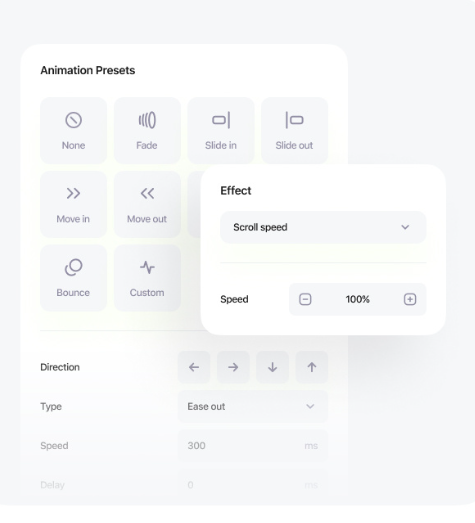 Animation Presets
None
Fade
Slide in
Slide out
Move in
Move out
Effect
Scroll speed
Bounce
Custom
Speed
100%
Direction
Type
Ease out
Speed
300
ms
Delay
0
ms